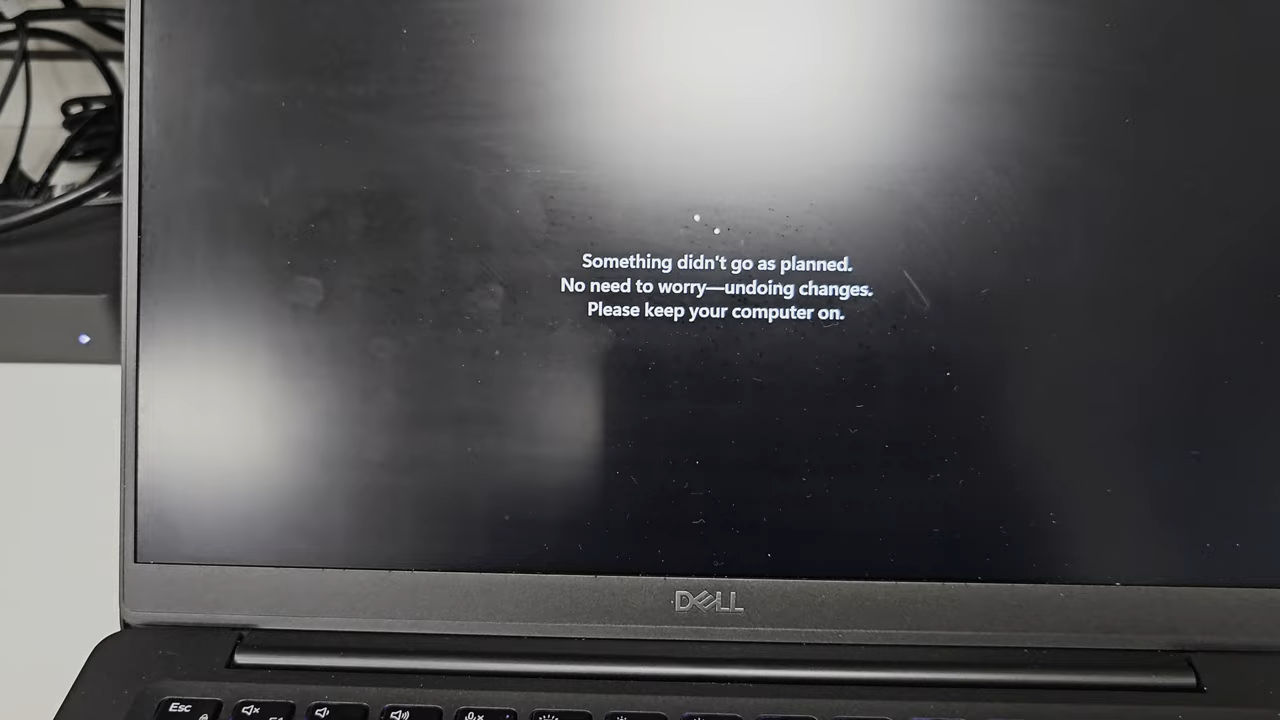 Something didn't go as planned.
No need to worry—undoing changes.
Please keep your computer on.
DELL
Esc